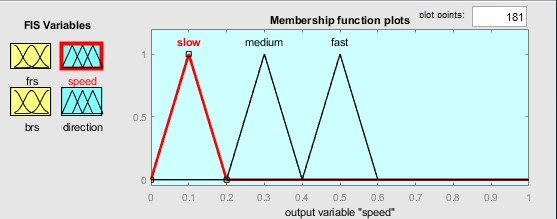 FIS Variables
frs
speed
brs
direction
Membership function plots
plot points:
181
slow
medium
fast
1
0.5
0
0 0.1 0.2 0.3 0.4 0.5 0.6 0.7 0.8 0.9 1
output variable "speed"